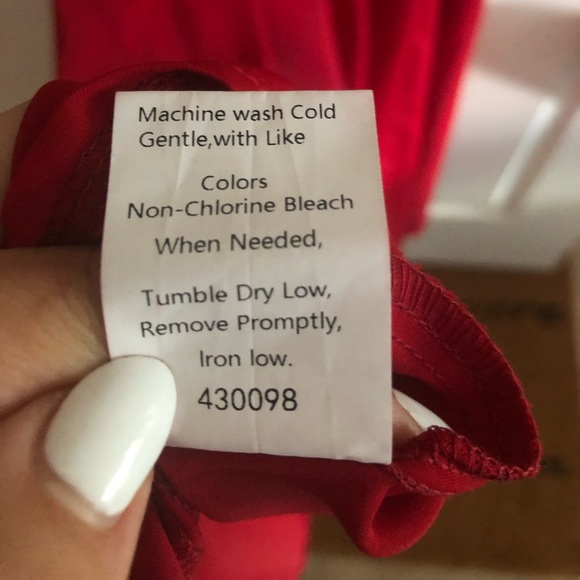 Machine wash Cold
Gentle,with Like
Colors
Non-Chlorine Bleach
When Needed,
Tumble Dry Low,
Remove Promptly,
Iron low.
430098